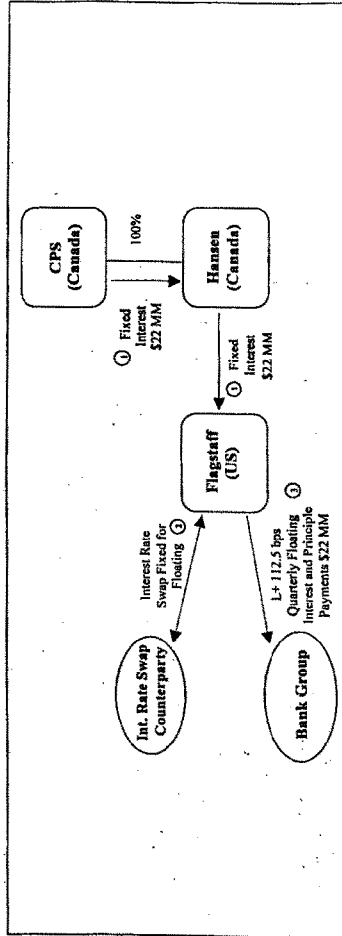 CPS
(Canada)
100%
① Fixed
Interest
$22 MM
Hansen
(Canada)
① Fixed
Interest
$22 MM
Flagstaff
(US)
Interest Rate
Swap Fixed for ②
Floating
Int. Rate Swap
Counterparty
L+ 112.5 bps
Quarterly Floating ③
Interest and Principle
Payments $22 MM
Bank Group